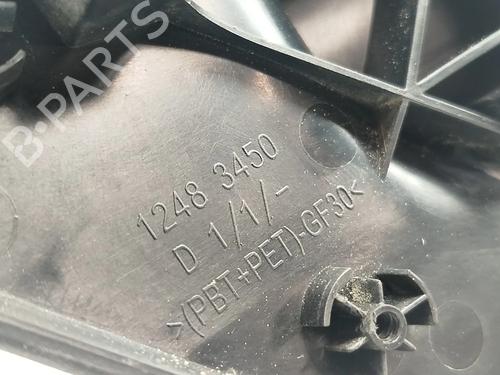 B-PARTS
1248 3450
D 1/1/-
>(PBT+PET)-GF30<